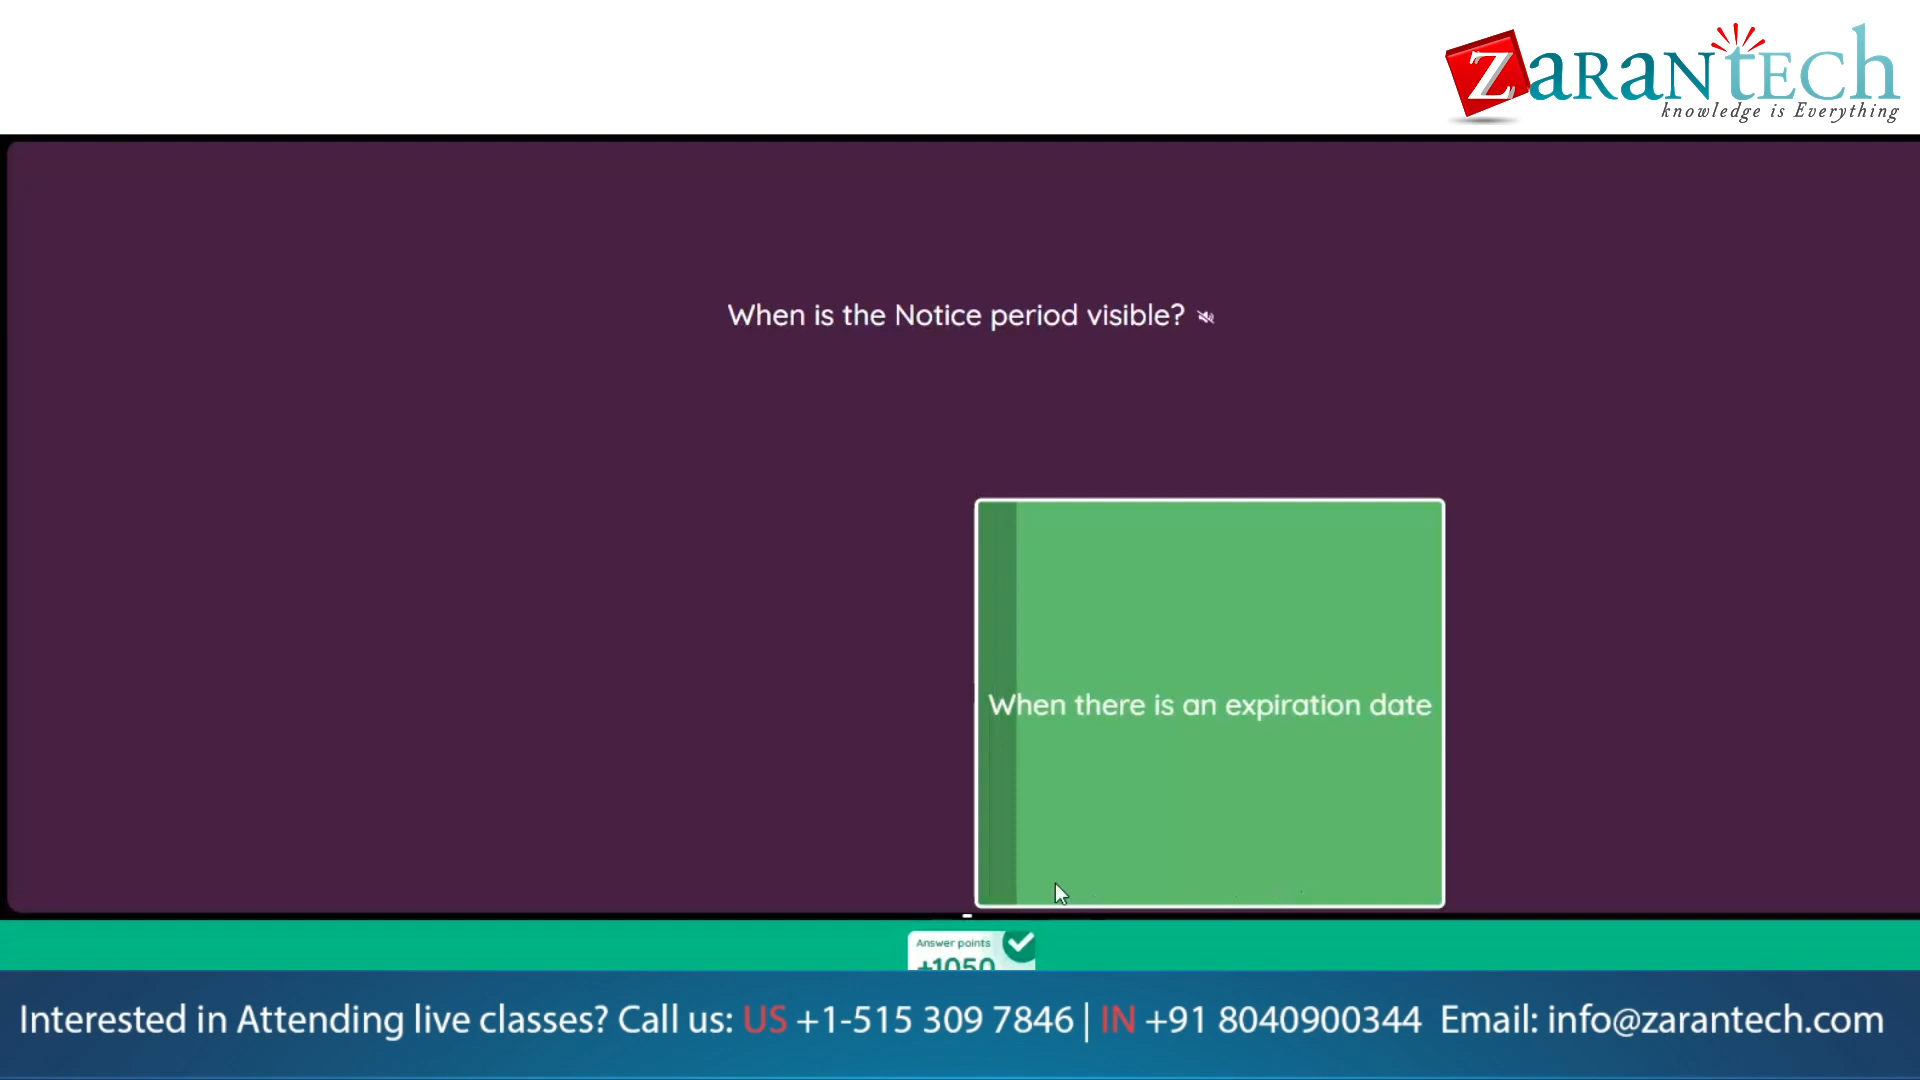 ZaranTech
knowledge is Everything
When is the Notice period visible?
When there is an expiration date
Answer points
+1050
Interested in Attending live classes? Call us: US +1-515 309 7846 | IN +91 8040900344 Email: info@zarantech.com